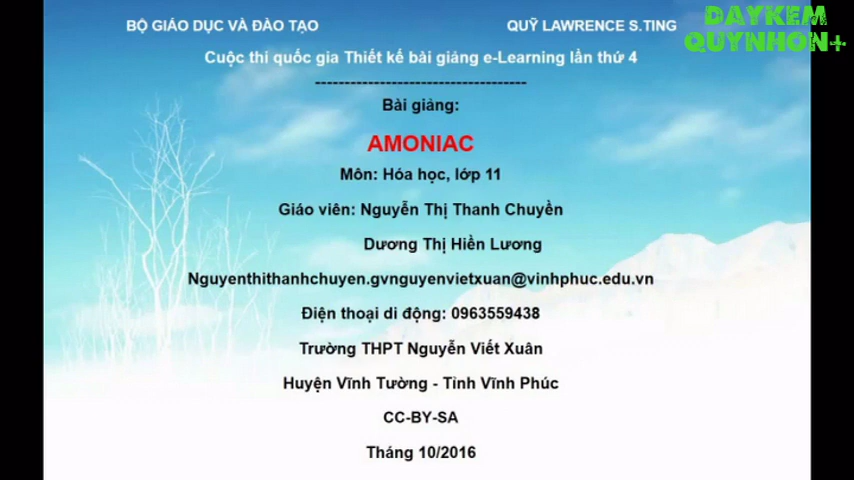 BỘ GIÁO DỤC VÀ ĐÀO TẠO
QUỸ LAWRENCE S.TING
DAYKEM
QUYNHON+
Cuộc thi quốc gia Thiết kế bài giảng e-Learning lần thứ 4
------------------------------------
Bài giảng:
AMONIAC
Môn: Hóa học, lớp 11
Giáo viên: Nguyễn Thị Thanh Chuyền
Dương Thị Hiền Lương
Nguyenthithanhchuyen.gvnguyenvietxuan@vinhphuc.edu.vn
Điện thoại di động: 0963559438
Trường THPT Nguyễn Viết Xuân
Huyện Vĩnh Tường - Tỉnh Vĩnh Phúc
CC-BY-SA
Tháng 10/2016